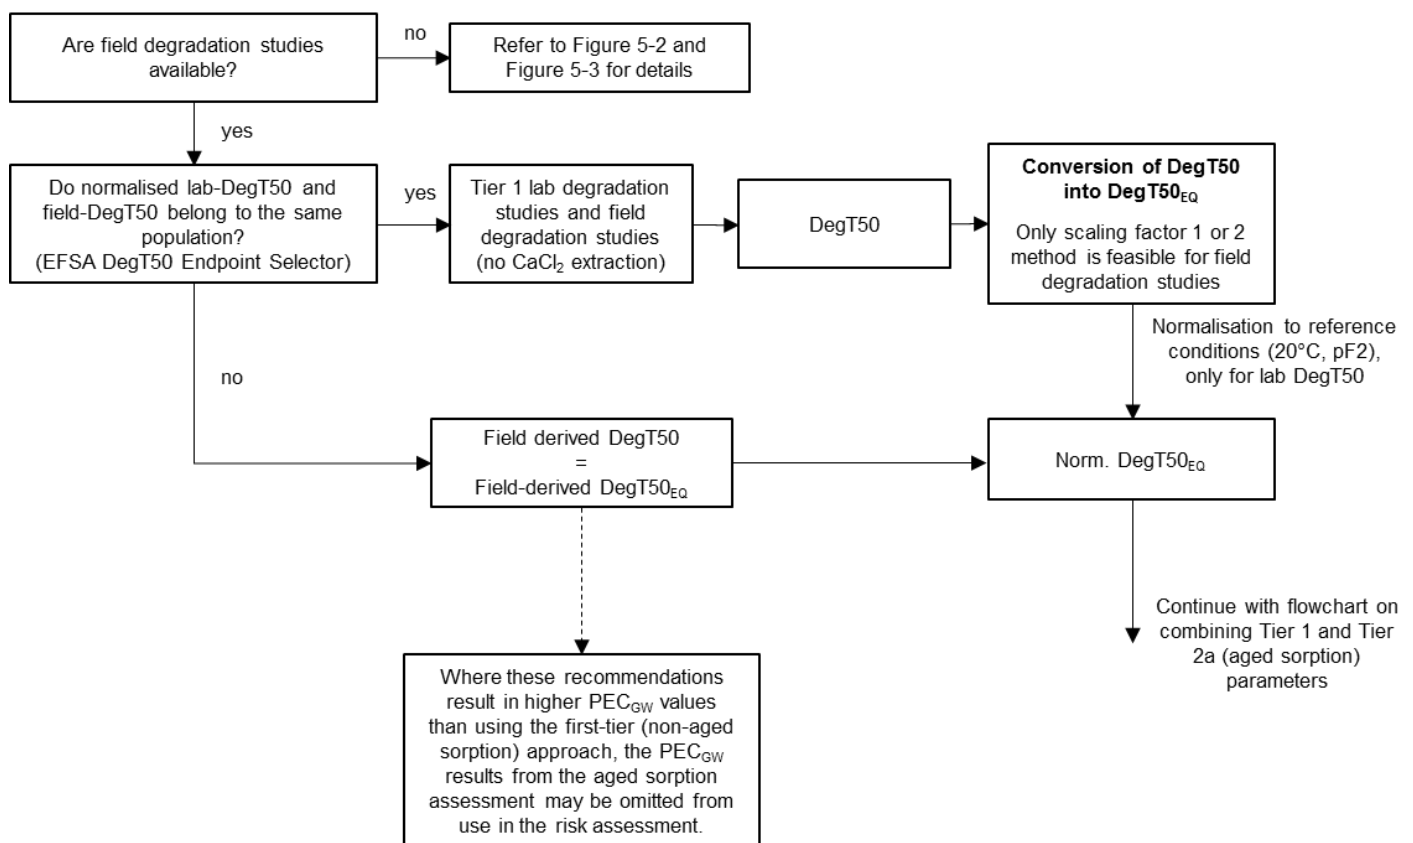 Are field degradation studies
available?
no
Refer to Figure 5-2 and
Figure 5-3 for details
yes
Do normalised lab-DegT50 and
field-DegT50 belong to the same
population?
(EFSA DegT50 Endpoint Selector)
yes
Tier 1 lab degradation
studies and field
degradation studies
(no CaCl₂ extraction)
DegT50
Conversion of DegT50
into DegT50EQ
Only scaling factor 1 or 2
method is feasible for field
degradation studies
Normalisation to reference
conditions (20°C, pF2),
only for lab DegT50
no
Field derived DegT50
=
Field-derived DegT50EQ
Norm. DegT50EQ
Continue with flowchart on
combining Tier 1 and Tier
2a (aged sorption)
parameters
Where these recommendations
result in higher PECGW values
than using the first-tier (non-aged
sorption) approach, the PECGW
results from the aged sorption
assessment may be omitted from
use in the risk assessment.